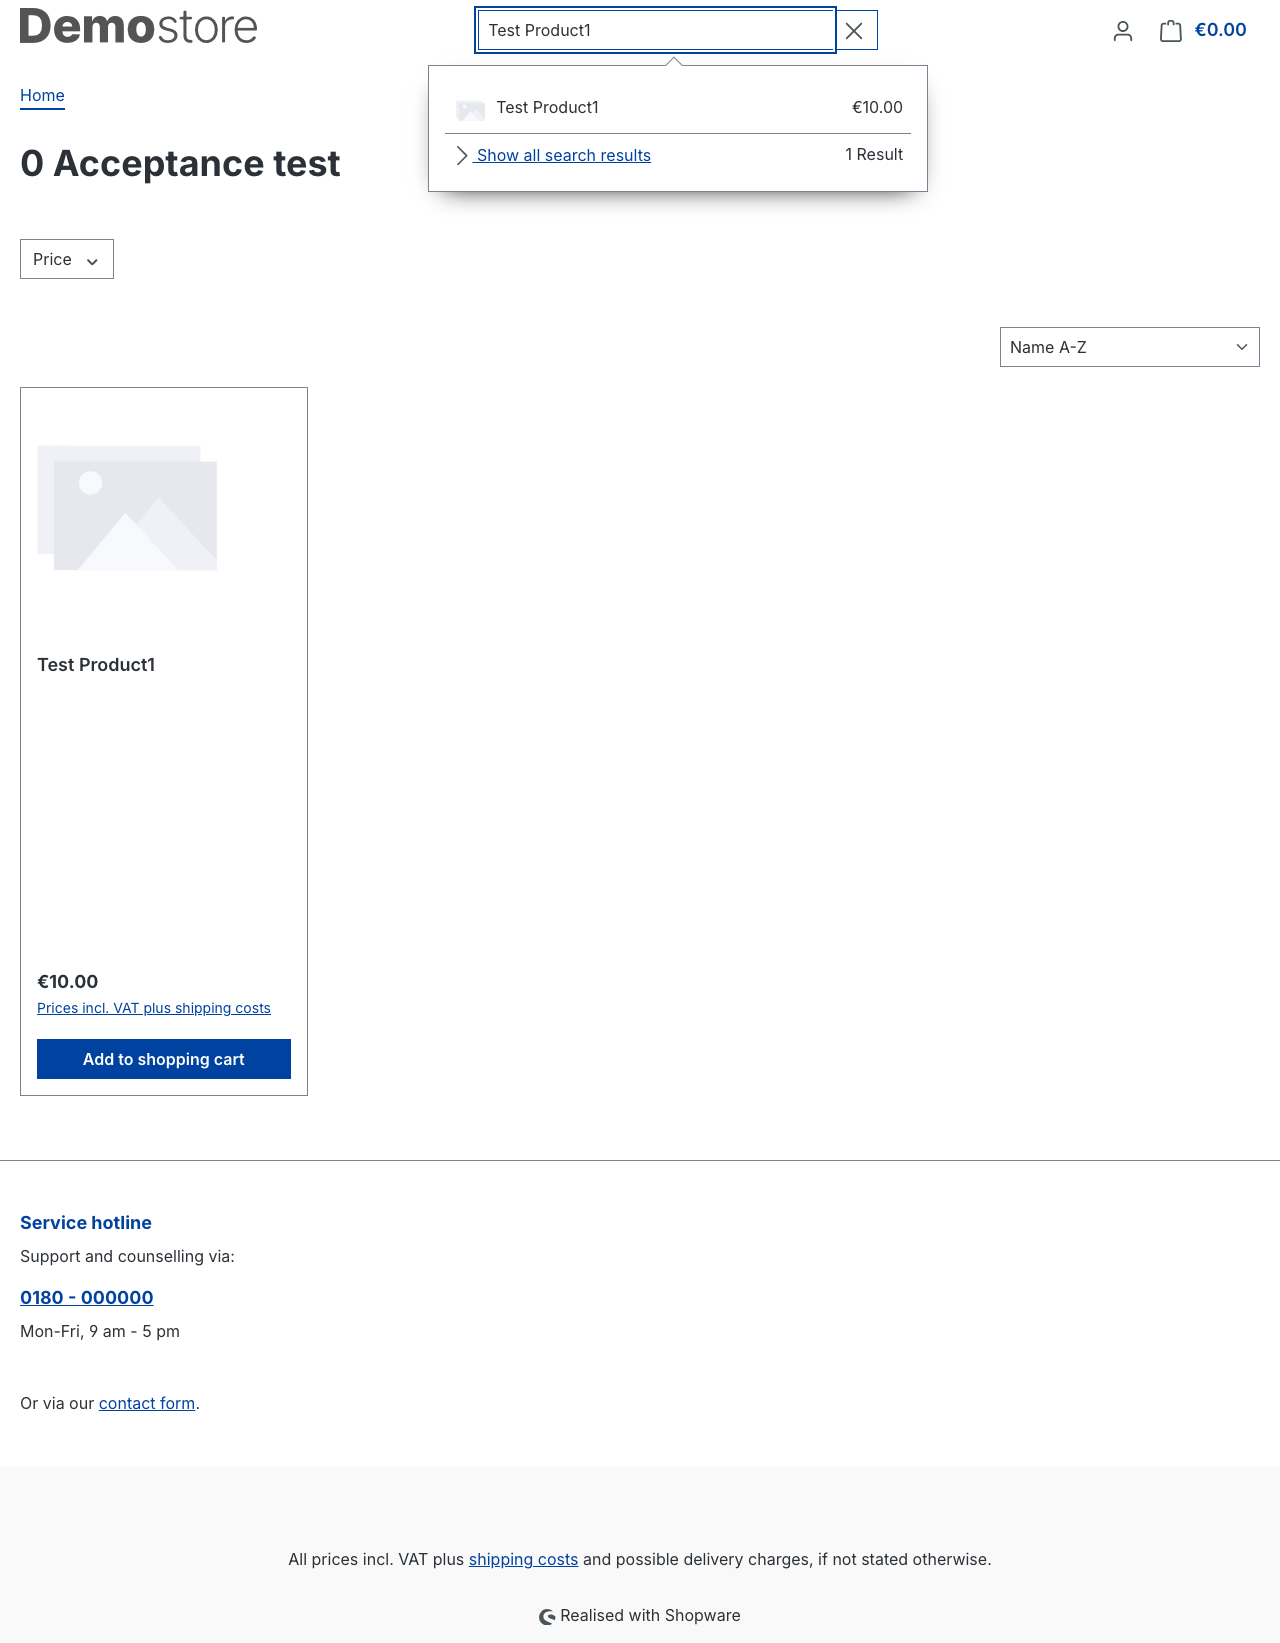 Demostore
Test Product1
€0.00
Home
Test Product1 €10.00
Show all search results 1 Result
0 Acceptance test
Price
Name A-Z
Test Product1
€10.00
Prices incl. VAT plus shipping costs
Add to shopping cart
Service hotline
Support and counselling via:
0180 - 000000
Mon-Fri, 9 am - 5 pm
Or via our contact form.
All prices incl. VAT plus shipping costs and possible delivery charges, if not stated otherwise.
Realised with Shopware